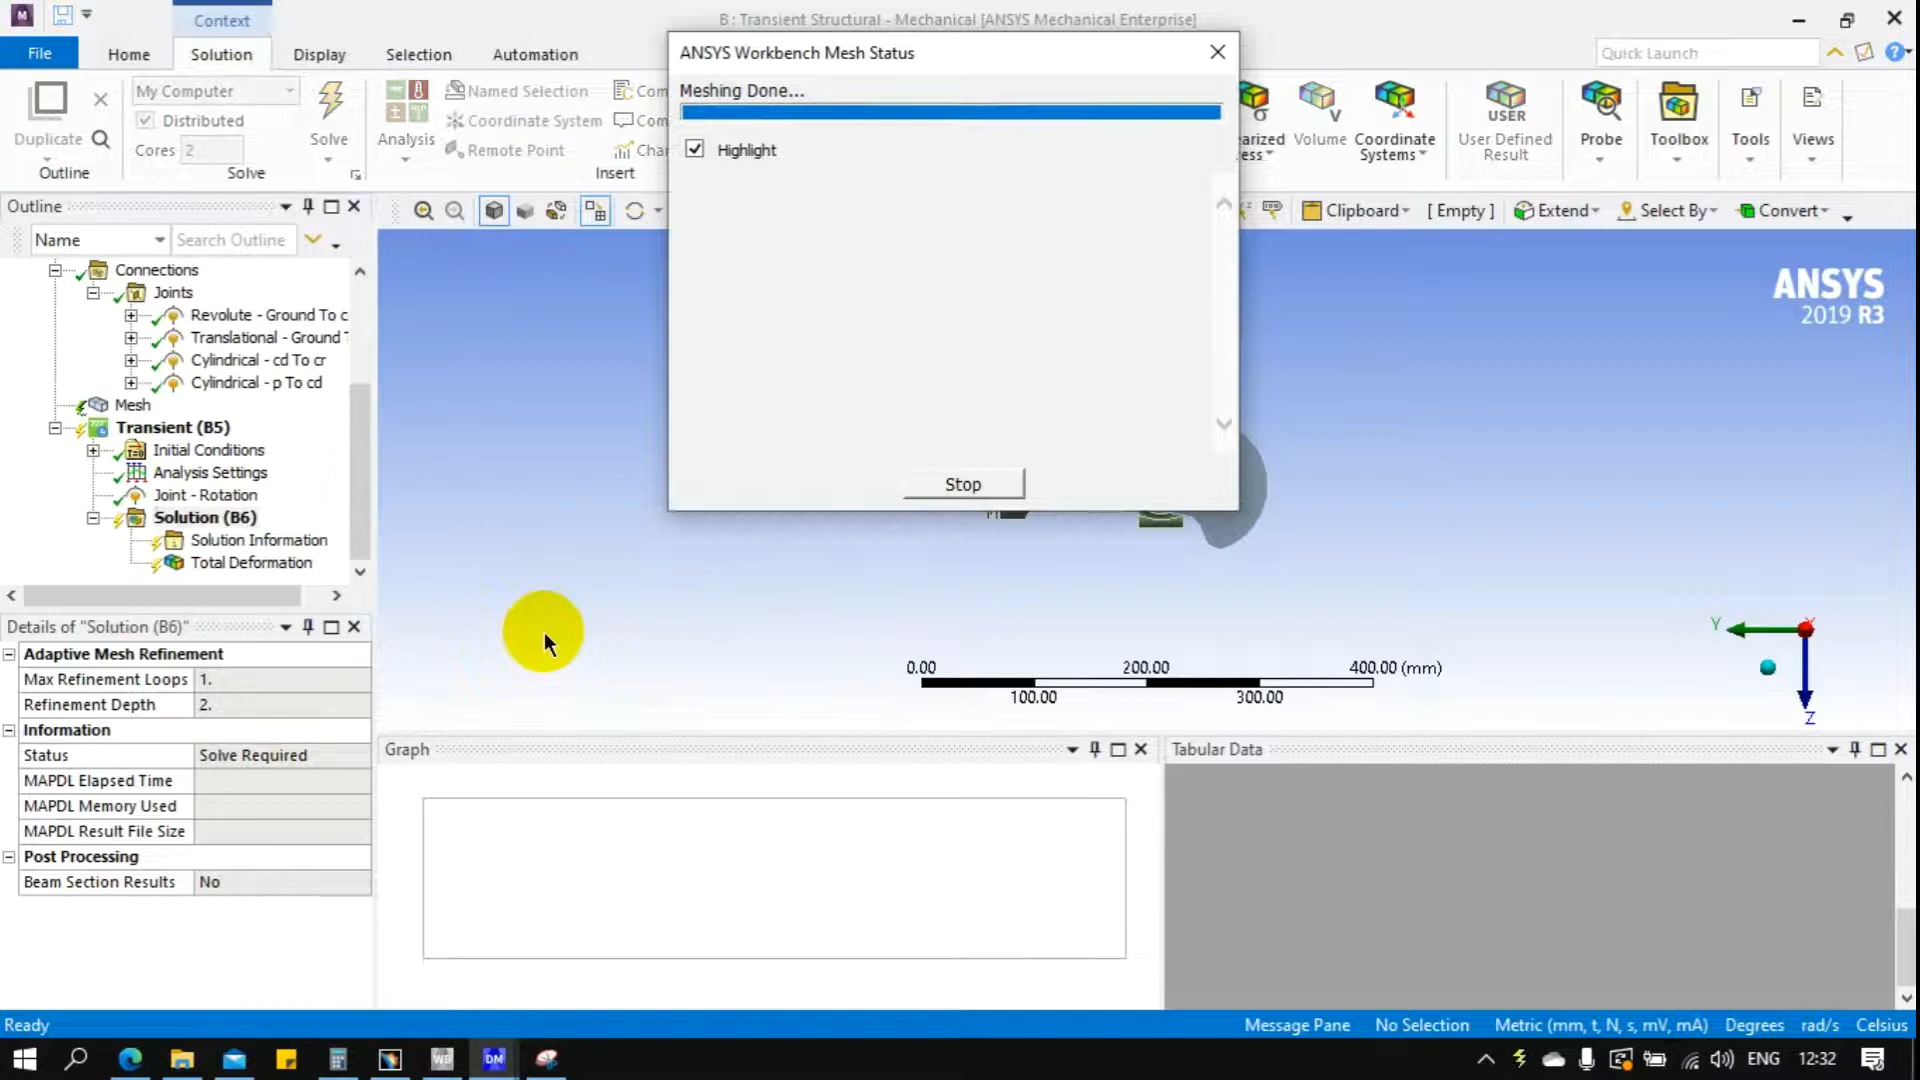 Context
B : Transient Structural - Mechanical [ANSYS Mechanical Enterprise]
File
Home
Solution
Display
Selection
Automation
Quick Launch
Duplicate
Outline
My Computer
Distributed
Cores 2
Solve
Solve
Analysis
Named Selection
Coordinate System
Remote Point
Insert
ANSYS Workbench Mesh Status
Meshing Done...
Highlight
Stop
Volume
Coordinate
Systems
USER
User Defined
Result
Probe
Toolbox
Tools
Views
Clipboard
[ Empty ]
Extend
Select By
Convert
Outline
Name
Search Outline
Connections
Joints
Revolute - Ground To c
Translational - Ground
Cylindrical - cd To cr
Cylindrical - p To cd
Mesh
Transient (B5)
Initial Conditions
Analysis Settings
Joint - Rotation
Solution (B6)
Solution Information
Total Deformation
ANSYS
2019 R3
Details of "Solution (B6)"
Adaptive Mesh Refinement
Max Refinement Loops 1.
Refinement Depth 2.
Information
Status Solve Required
MAPDL Elapsed Time
MAPDL Memory Used
MAPDL Result File Size
Post Processing
Beam Section Results No
0.00 200.00 400.00 (mm)
100.00 300.00
Y
X
Z
Graph
Tabular Data
Ready
Message Pane
No Selection
Metric (mm, t, N, s, mV, mA)
Degrees
rad/s
Celsius
WB
DM
ENG
12:32